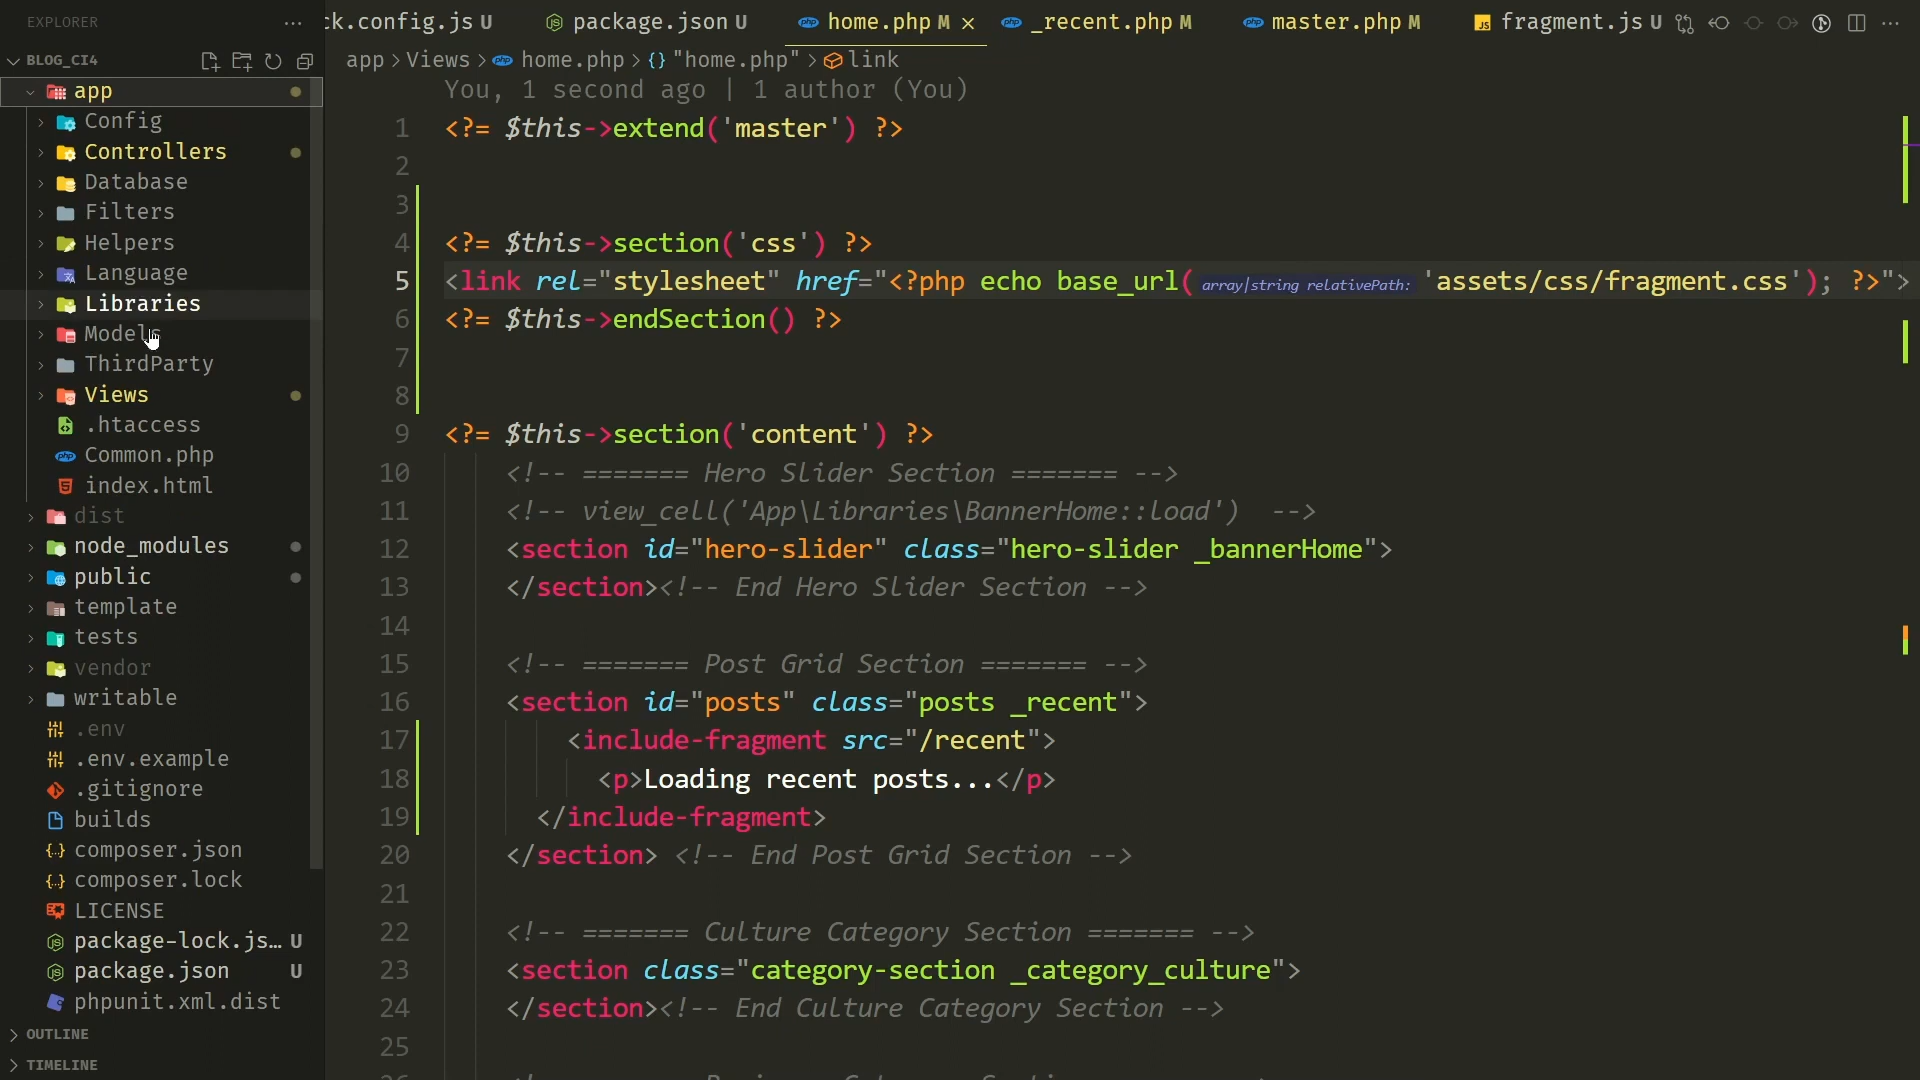 EXPLORER
ck.config.js U
package.json U
home.php M
_recent.php M
master.php M
fragment.js U
BLOG_CI4
app > Views > home.php > {} "home.php" > link
app
Config
Controllers
Database
Filters
Helpers
Language
Libraries
Models
ThirdParty
Views
.htaccess
Common.php
index.html
dist
node_modules
public
template
tests
vendor
writable
.env
.env.example
.gitignore
builds
composer.json
composer.lock
LICENSE
package-lock.js... U
package.json U
phpunit.xml.dist
OUTLINE
TIMELINE
You, 1 second ago | 1 author (You)
1 <?= $this->extend('master') ?>
2
3
4 <?= $this->section('css') ?>
5 <link rel="stylesheet" href="<?php echo base_url( array|string relativePath: 'assets/css/fragment.css'); ?>">
6 <?= $this->endSection() ?>
7
8
9 <?= $this->section('content') ?>
10 <!-- ======= Hero Slider Section ======= -->
11 <!-- view_cell('App\Libraries\BannerHome::load') -->
12 <section id="hero-slider" class="hero-slider _bannerHome">
13 </section><!-- End Hero Slider Section -->
14
15 <!-- ======= Post Grid Section ======= -->
16 <section id="posts" class="posts _recent">
17 <include-fragment src="/recent">
18 <p>Loading recent posts...</p>
19 </include-fragment>
20 </section> <!-- End Post Grid Section -->
21
22 <!-- ======= Culture Category Section ======= -->
23 <section class="category-section _category_culture">
24 </section><!-- End Culture Category Section -->
25